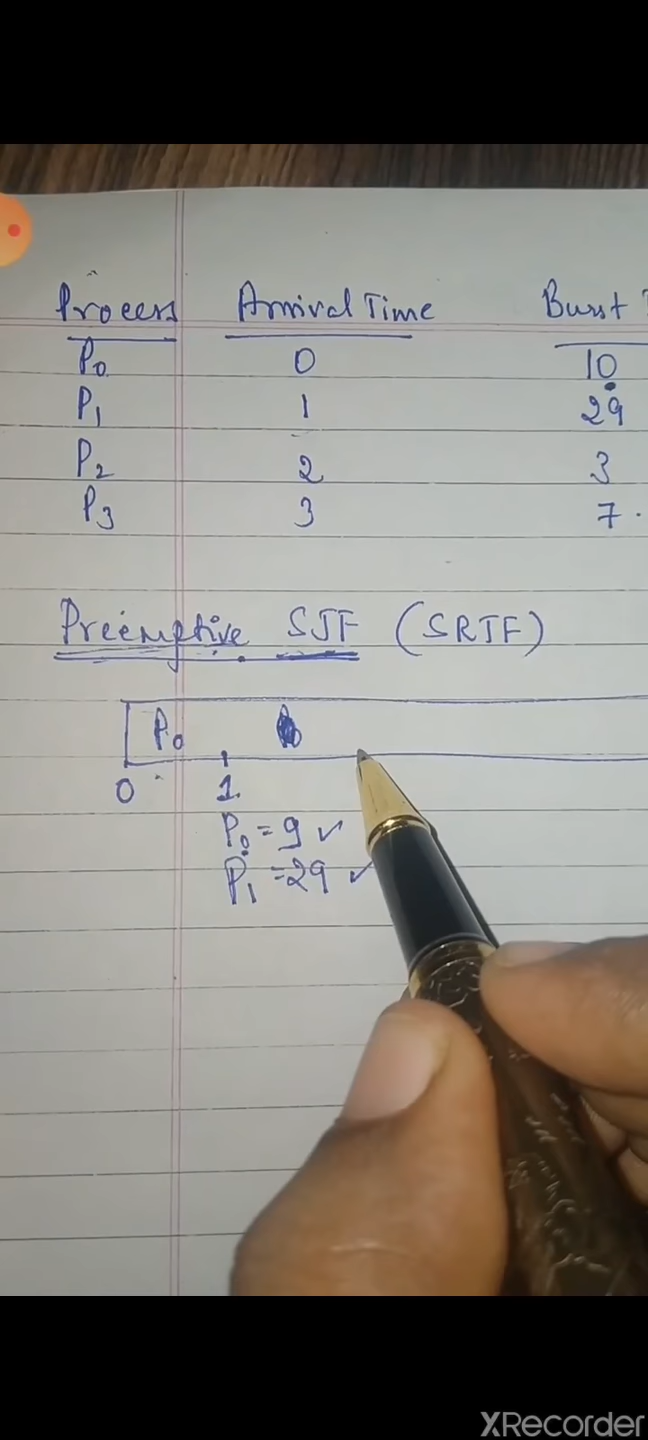 Process Arrival Time Burst
P0 0 10
P1 1 29
P2 2 3
P3 3 7.
Preemptive SJF (SRTF)
P0
0 1
P0 = 9 ✓
P1 = 29 ✓
XRecorder